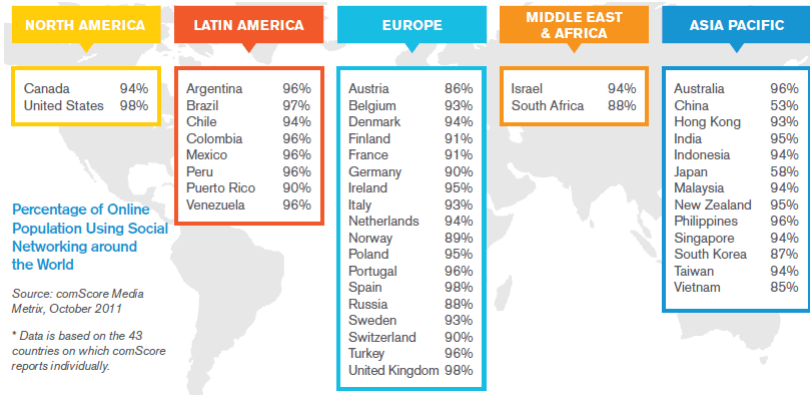 NORTH AMERICA
Canada 94%
United States 98%
LATIN AMERICA
Argentina 96%
Brazil 97%
Chile 94%
Colombia 96%
Mexico 96%
Peru 96%
Puerto Rico 90%
Venezuela 96%
EUROPE
Austria 86%
Belgium 93%
Denmark 94%
Finland 91%
France 91%
Germany 90%
Ireland 95%
Italy 93%
Netherlands 94%
Norway 89%
Poland 95%
Portugal 96%
Spain 98%
Russia 88%
Sweden 93%
Switzerland 90%
Turkey 96%
United Kingdom 98%
MIDDLE EAST
& AFRICA
Israel 94%
South Africa 88%
ASIA PACIFIC
Australia 96%
China 53%
Hong Kong 93%
India 95%
Indonesia 94%
Japan 58%
Malaysia 94%
New Zealand 95%
Philippines 96%
Singapore 94%
South Korea 87%
Taiwan 94%
Vietnam 85%
Percentage of Online
Population Using Social
Networking around
the World
Source: comScore Media
Metrix, October 2011
* Data is based on the 43
countries on which comScore
reports individually.